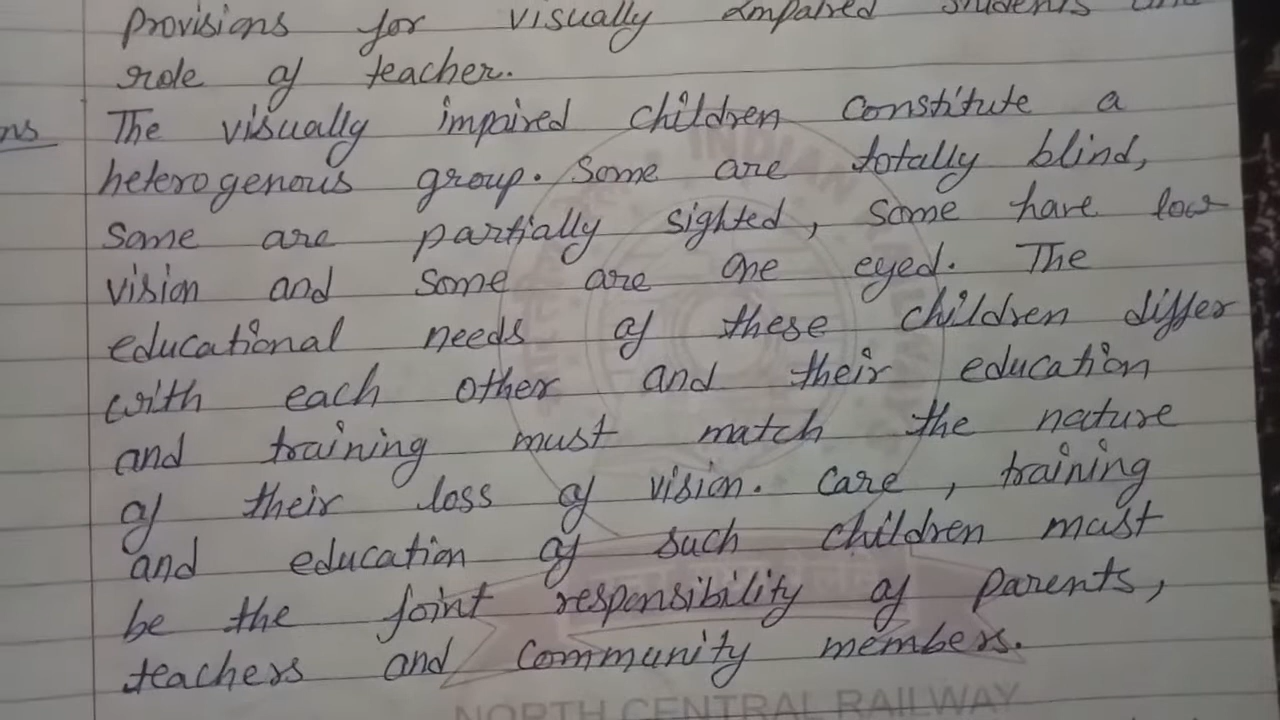 provisions for visually impaired students and
role of teacher.
ns The visually impaired children constitute a
heterogenous group. Some are totally blind,
Some are partially sighted, some have low
vision and some are one eyed. The
educational needs of these children differ
with each other and their education
and training must match the nature
of their loss of vision. Care, training
and education of such children must
be the joint responsibility of parents,
teachers and community members.
NORTH CENTRAL RAILWAY